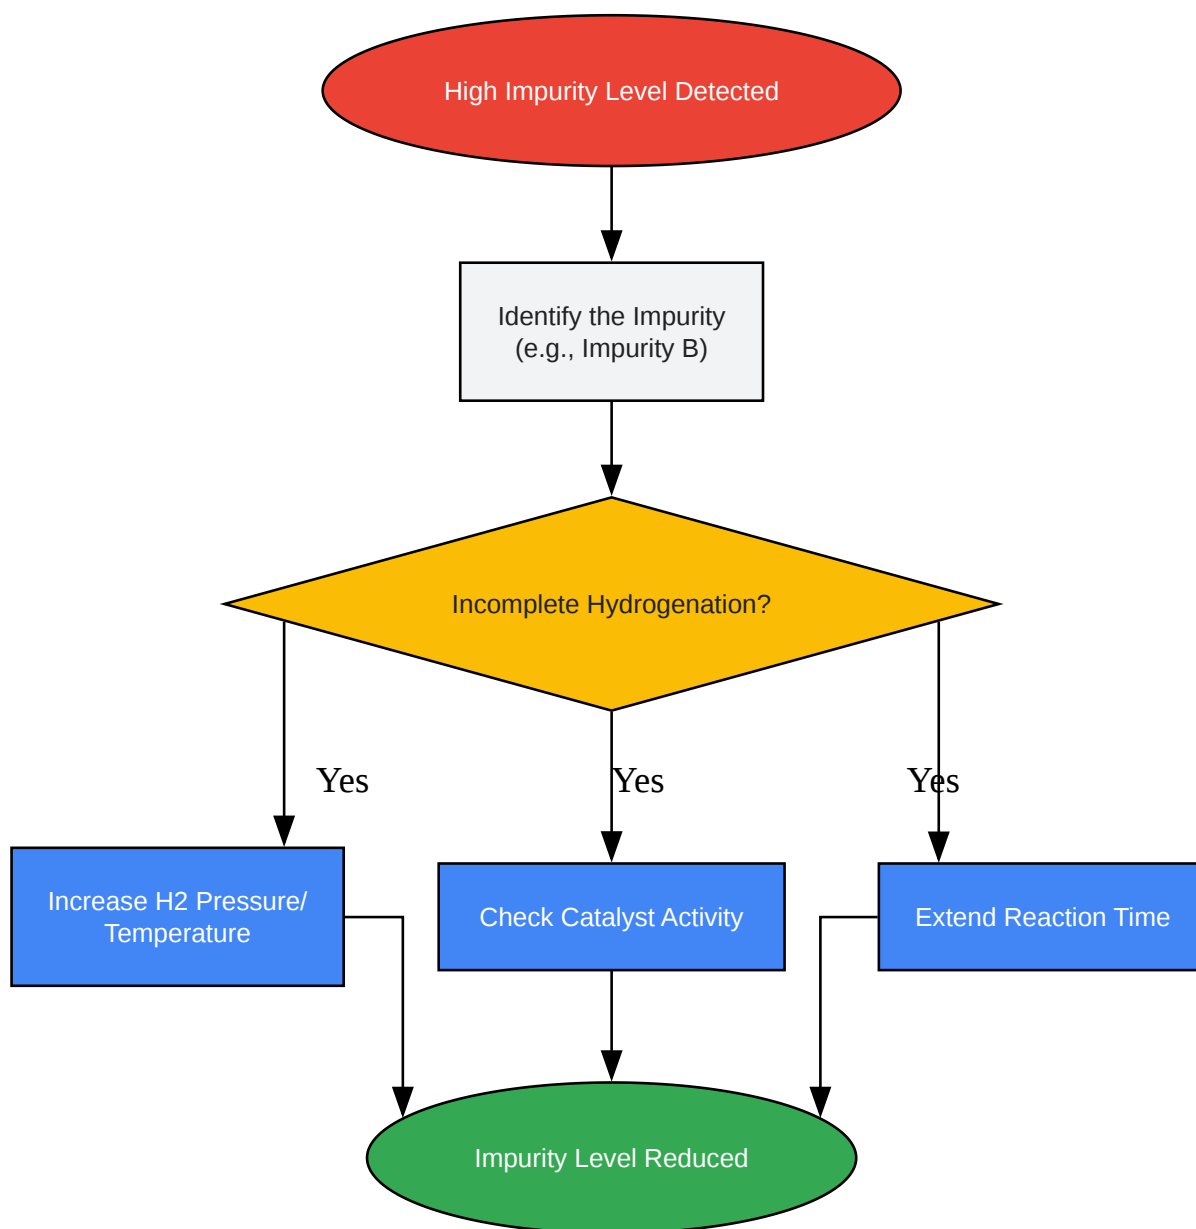 High Impurity Level Detected
Identify the Impurity
(e.g., Impurity B)
Incomplete Hydrogenation?
Yes
Yes
Yes
Increase H2 Pressure/
Temperature
Check Catalyst Activity
Extend Reaction Time
Impurity Level Reduced